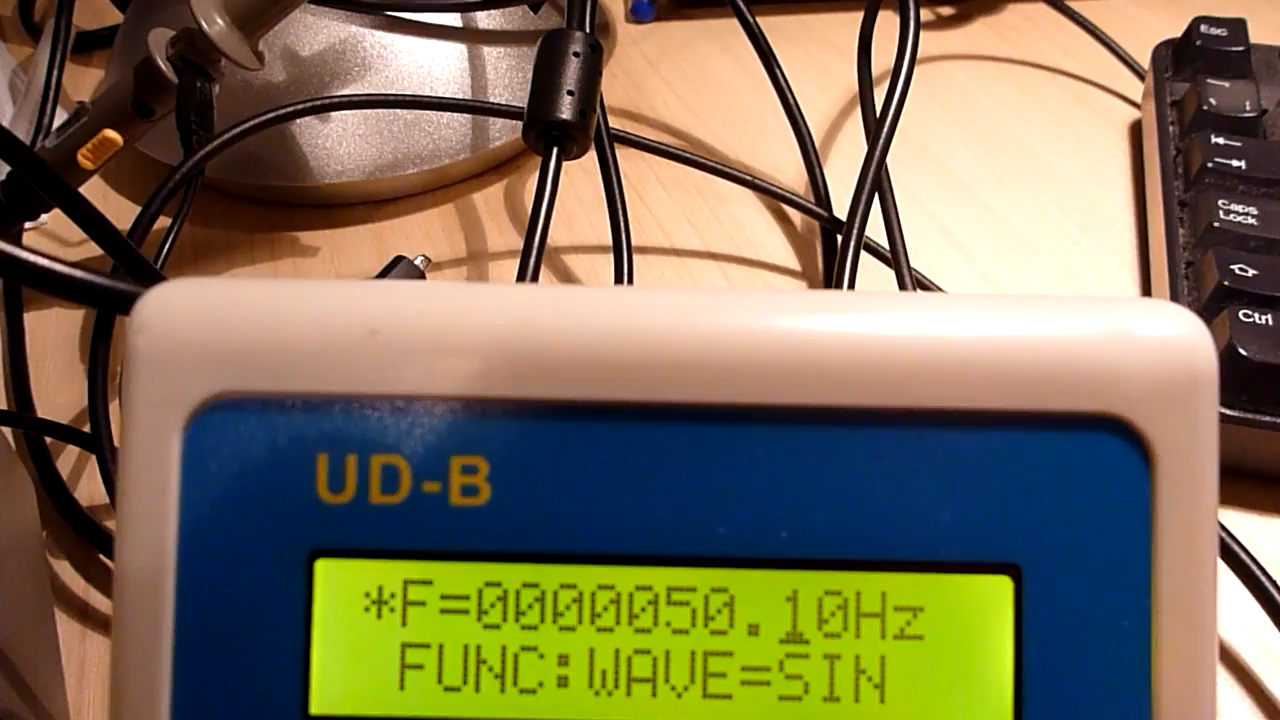 Esc
Caps
Lock
Ctrl
UD-B
*F=0000050.10Hz
FUNC:WAVE=SIN